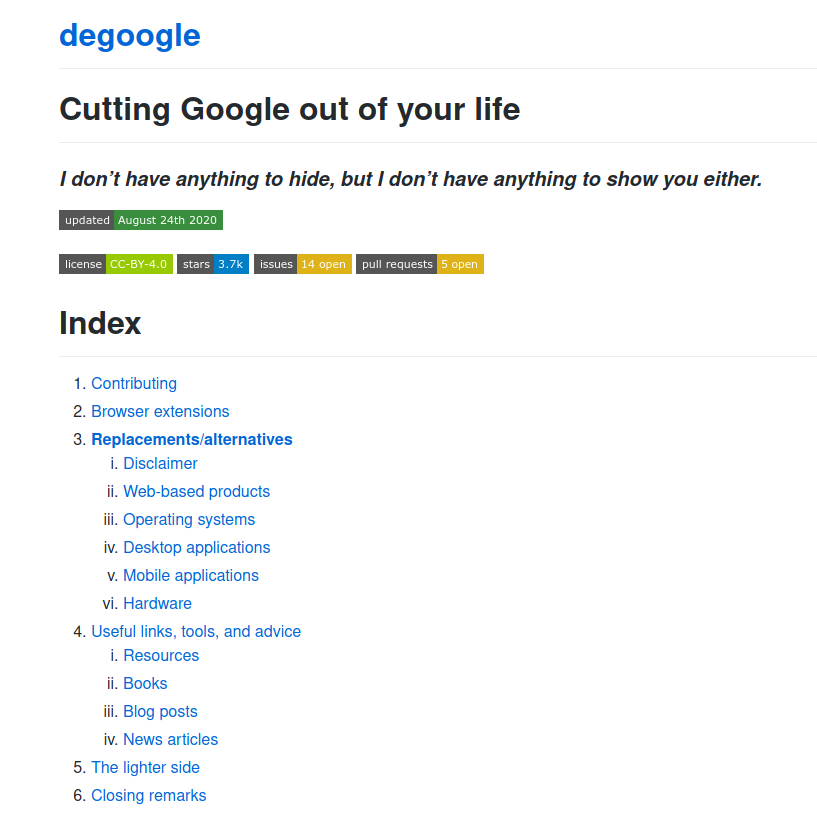 degoogle
Cutting Google out of your life
I don’t have anything to hide, but I don’t have anything to show you either.
updated August 24th 2020
license CC-BY-4.0 stars 3.7k issues 14 open pull requests 5 open
Index
1. Contributing
2. Browser extensions
3. Replacements/alternatives
i. Disclaimer
ii. Web-based products
iii. Operating systems
iv. Desktop applications
v. Mobile applications
vi. Hardware
4. Useful links, tools, and advice
i. Resources
ii. Books
iii. Blog posts
iv. News articles
5. The lighter side
6. Closing remarks